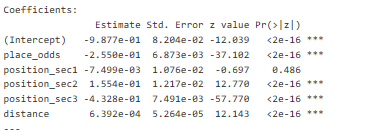 Coefficients:
Estimate Std. Error z value Pr(>|z|)
(Intercept) -9.877e-01 8.204e-02 -12.039 <2e-16 ***
place_odds -2.550e-01 6.873e-03 -37.102 <2e-16 ***
position_sec1 -7.499e-03 1.076e-02 -0.697 0.486
position_sec2 1.554e-01 1.217e-02 12.770 <2e-16 ***
position_sec3 -4.328e-01 7.491e-03 -57.770 <2e-16 ***
distance 6.392e-04 5.264e-05 12.143 <2e-16 ***
---